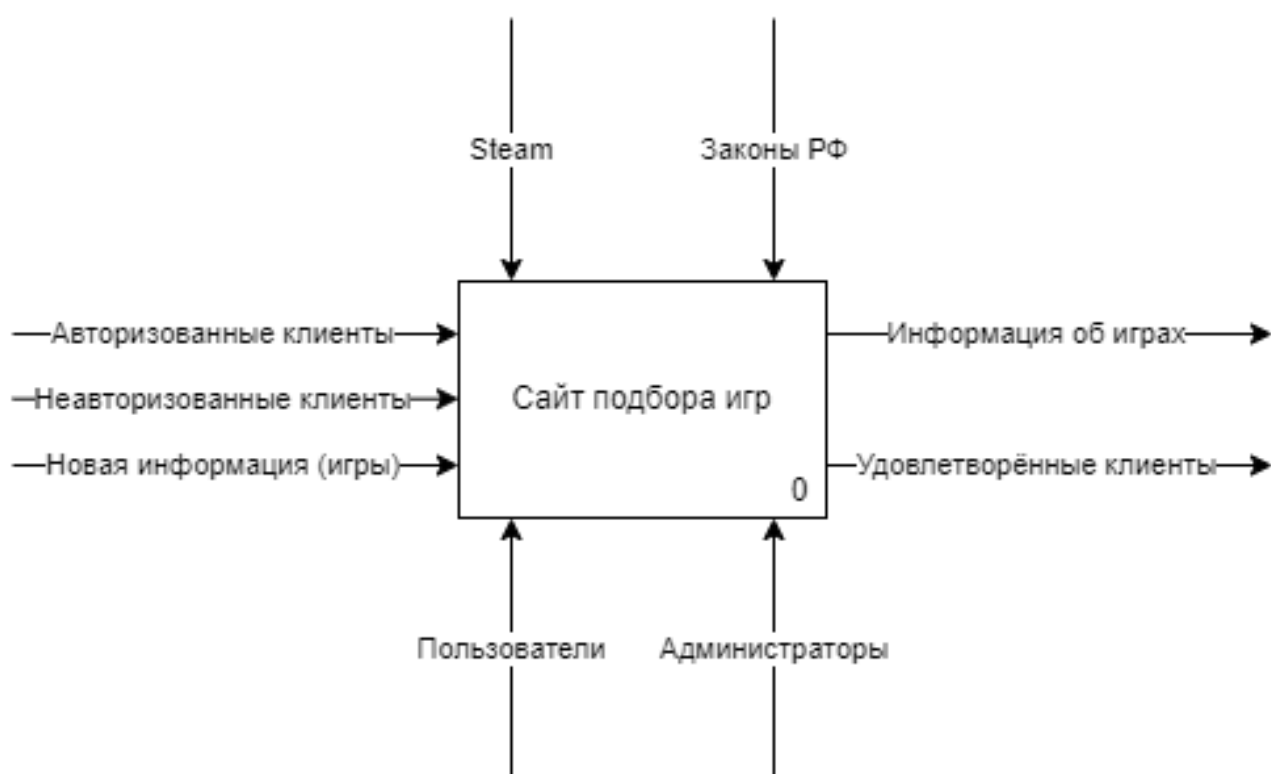 Steam
Законы РФ
Авторизованные клиенты
Информация об играх
Неавторизованные клиенты
Сайт подбора игр
Новая информация (игры)
Удовлетворённые клиенты
0
Пользователи
Администраторы